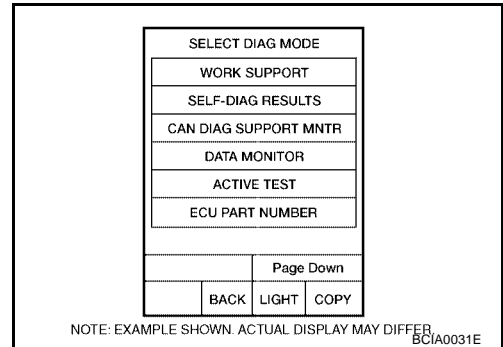 SELECT DIAG MODE
WORK SUPPORT
SELF-DIAG RESULTS
CAN DIAG SUPPORT MNTR
DATA MONITOR
ACTIVE TEST
ECU PART NUMBER
Page Down
BACK LIGHT COPY
NOTE: EXAMPLE SHOWN. ACTUAL DISPLAY MAY DIFFER.
BCIA0031E